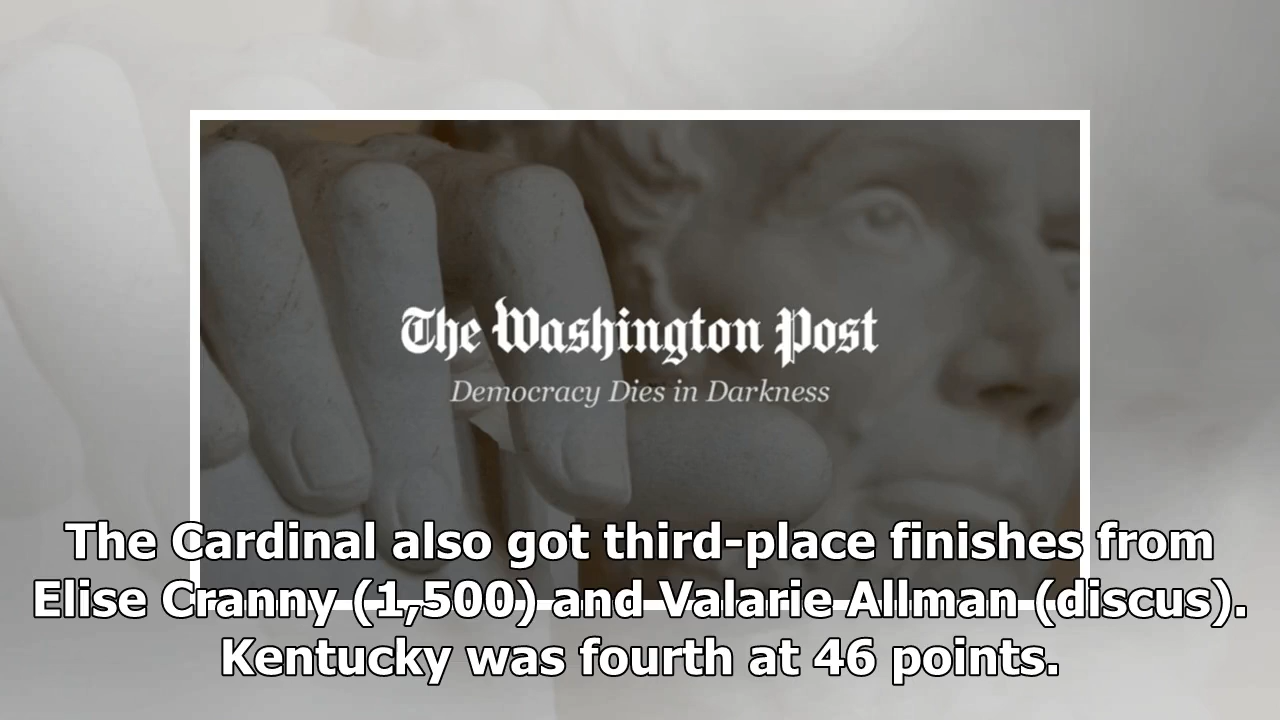 The Washington Post
Democracy Dies in Darkness
The Cardinal also got third-place finishes from
Elise Cranny (1,500) and Valarie Allman (discus).
Kentucky was fourth at 46 points.